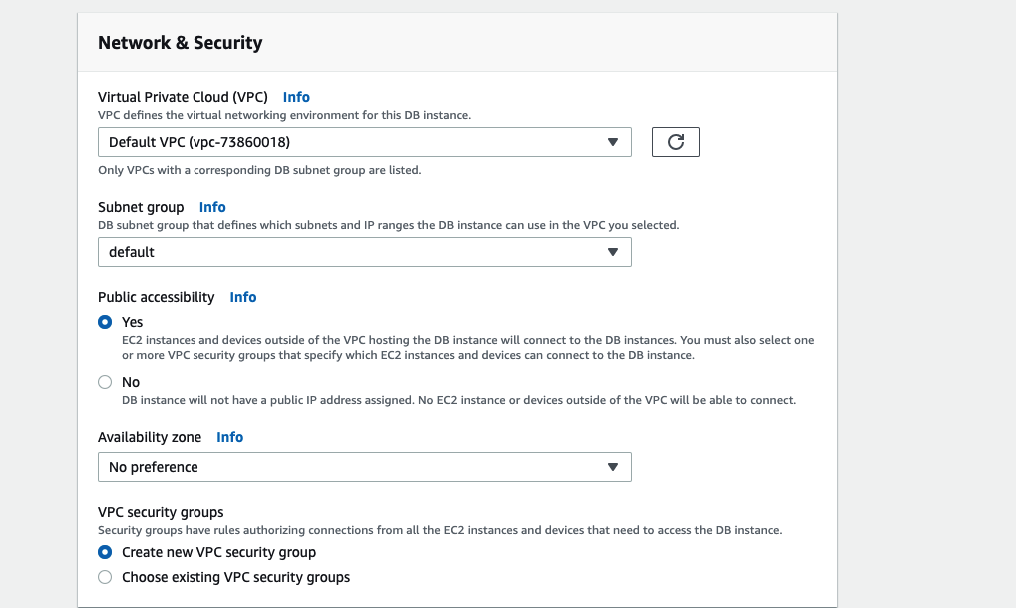 Network & Security
Virtual Private Cloud (VPC) Info
VPC defines the virtual networking environment for this DB instance.
Default VPC (vpc-73860018)
Only VPCs with a corresponding DB subnet group are listed.
Subnet group Info
DB subnet group that defines which subnets and IP ranges the DB instance can use in the VPC you selected.
default
Public accessibility Info
Yes
EC2 instances and devices outside of the VPC hosting the DB instance will connect to the DB instances. You must also select one
or more VPC security groups that specify which EC2 instances and devices can connect to the DB instance.
No
DB instance will not have a public IP address assigned. No EC2 instance or devices outside of the VPC will be able to connect.
Availability zone Info
No preference
VPC security groups
Security groups have rules authorizing connections from all the EC2 instances and devices that need to access the DB instance.
Create new VPC security group
Choose existing VPC security groups